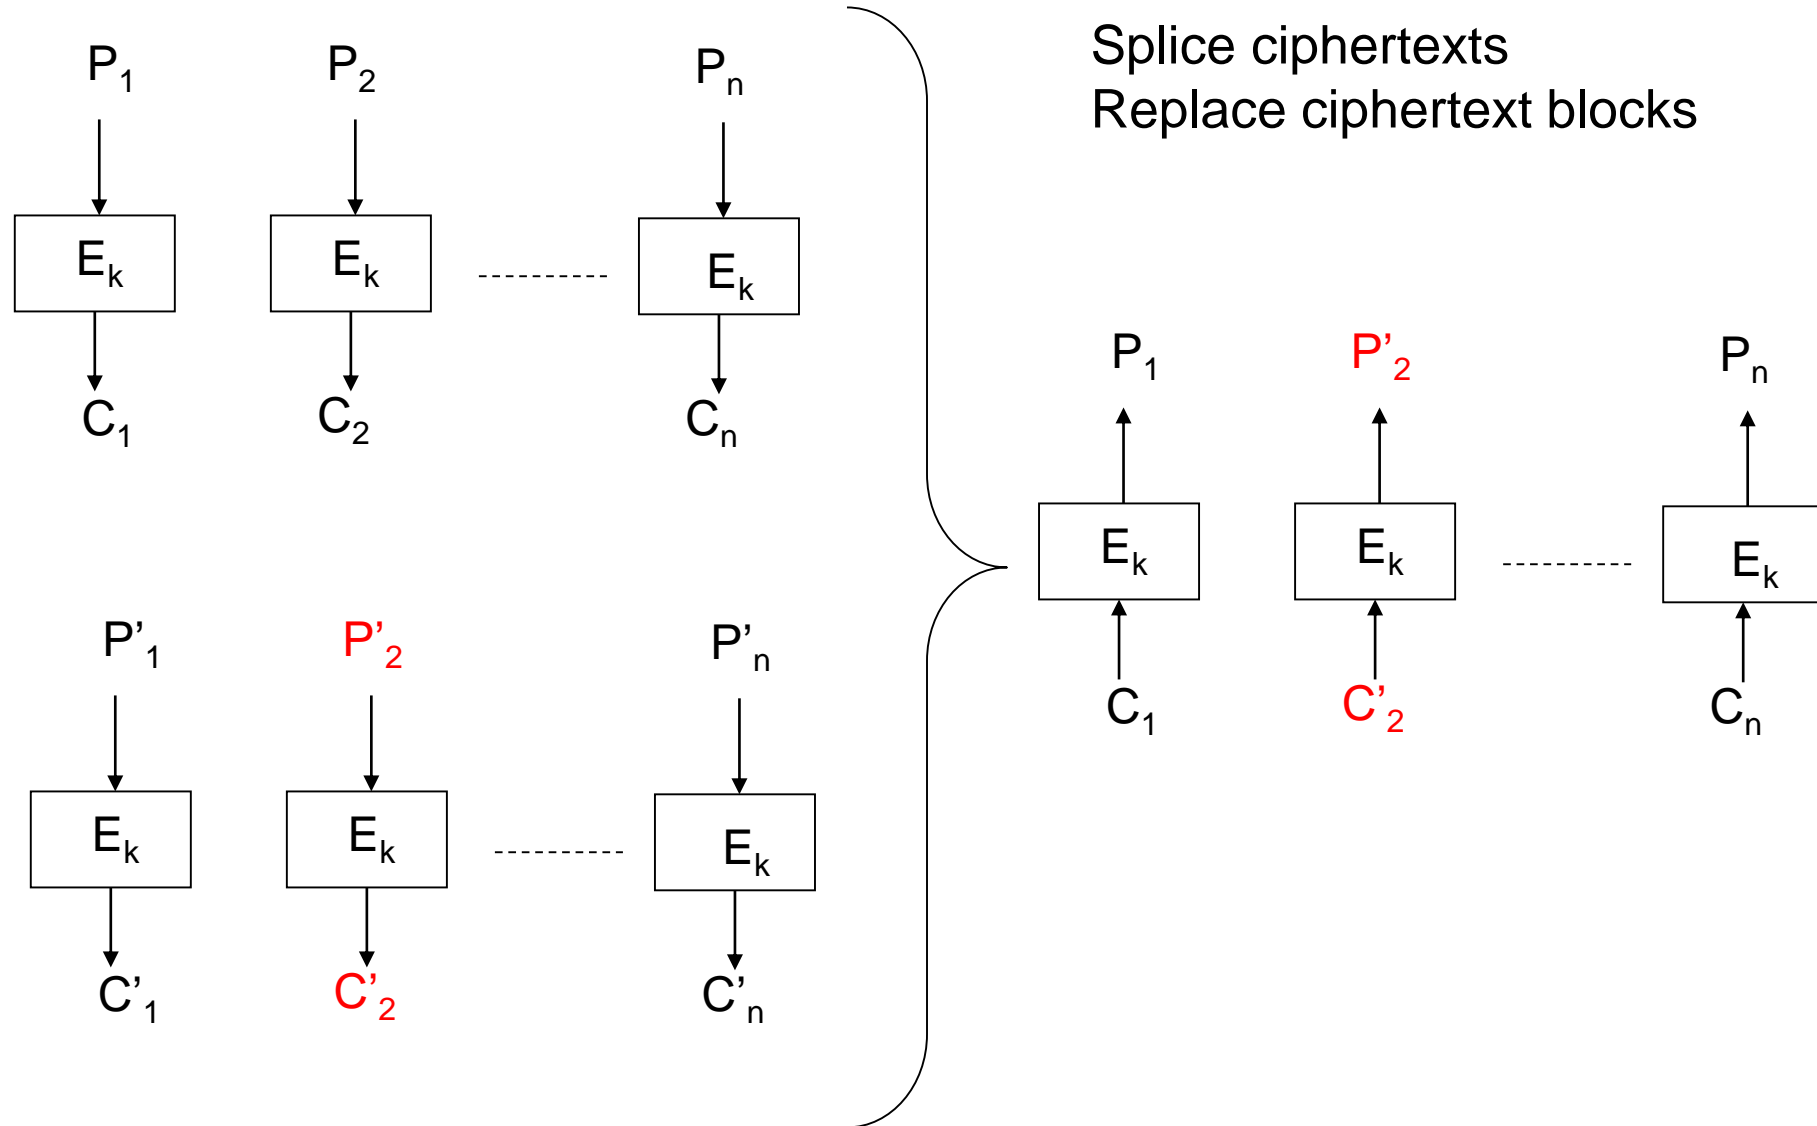 Splice ciphertexts
Replace ciphertext blocks
P₁ P₂ Pₙ
Eₖ Eₖ Eₖ
C₁ C₂ Cₙ
P’₁ P’₂ P’ₙ
Eₖ Eₖ Eₖ
C’₁ C’₂ C’ₙ
P₁ P’₂ Pₙ
Eₖ Eₖ Eₖ
C₁ C’₂ Cₙ